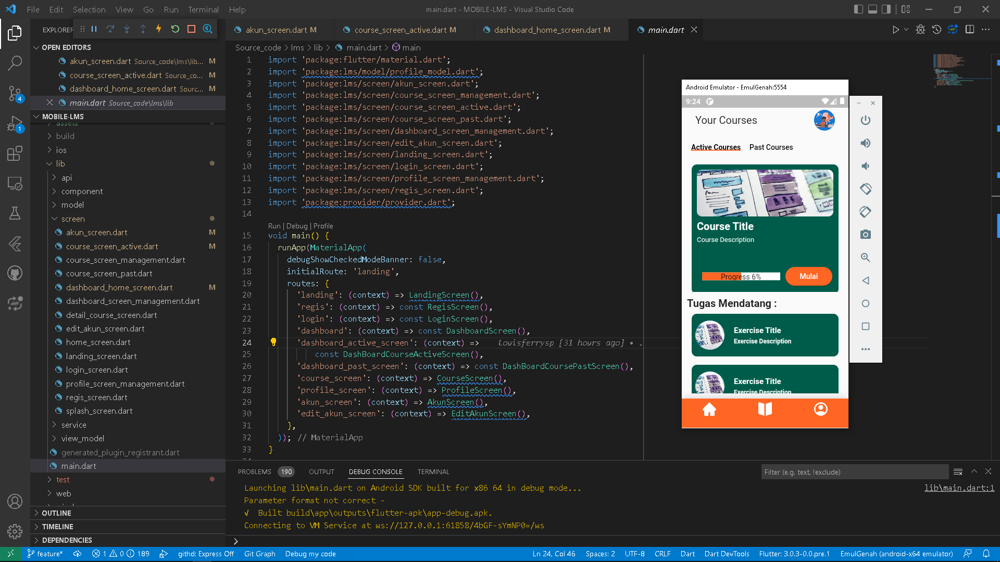 File Edit Selection View Go Run Terminal Help
main.dart - MOBILE-LMS - Visual Studio Code
EXPLORER
akun_screen.dart M
course_screen_active.dart M
dashboard_home_screen.dart M
main.dart
OPEN EDITORS
akun_screen.dart Source_code\lms\lib... M
course_screen_active.dart Source_co... M
dashboard_home_screen.dart Sourc... M
main.dart Source_code\lms\lib
MOBILE-LMS
assets
build
ios
lib
api
component
model
screen
akun_screen.dart M
course_screen_active.dart M
course_screen_management.dart
course_screen_past.dart
dashboard_home_screen.dart M
dashboard_screen_management.dart
detail_course_screen.dart
edit_akun_screen.dart
home_screen.dart
landing_screen.dart
login_screen.dart
profile_screen_management.dart
regis_screen.dart
splash_screen.dart
service
view_model
generated_plugin_registrant.dart
main.dart
test
web
OUTLINE
TIMELINE
DEPENDENCIES
4
1
Source_code > lms > lib > main.dart > main
1 import 'package:flutter/material.dart';
2 import 'package:lms/model/profile_model.dart';
3 import 'package:lms/screen/akun_screen.dart';
4 import 'package:lms/screen/course_screen_management.dart';
5 import 'package:lms/screen/course_screen_active.dart';
6 import 'package:lms/screen/course_screen_past.dart';
7 import 'package:lms/screen/dashboard_screen_management.dart';
8 import 'package:lms/screen/edit_akun_screen.dart';
9 import 'package:lms/screen/landing_screen.dart';
10 import 'package:lms/screen/login_screen.dart';
11 import 'package:lms/screen/profile_screen_management.dart';
12 import 'package:lms/screen/regis_screen.dart';
13 import 'package:provider/provider.dart';
14
Run | Debug | Profile
15 void main() {
16 runApp(MaterialApp(
17 debugShowCheckedModeBanner: false,
18 initialRoute: 'landing',
19 routes: {
20 'landing': (context) => LandingScreen(),
21 'regis': (context) => const RegisScreen(),
22 'login': (context) => const LoginScreen(),
23 'dashboard': (context) => const DashboardScreen(),
24 'dashboard_active_screen': (context) => louisferrysp [31 hours ago] • .
25 const DashBoardCourseActiveScreen(),
26 'dashboard_past_screen': (context) => const DashBoardCoursePastScreen(),
27 'course_screen': (context) => CourseScreen(),
28 'profile_screen': (context) => ProfileScreen(),
29 'akun_screen': (context) => AkunScreen(),
30 'edit_akun_screen': (context) => EditAkunScreen(),
31 },
32 )); // MaterialApp
33 }
Android Emulator - EmulGenah:5554
9:24
Your Courses
Active Courses Past Courses
Course Title
Course Description
Progress 6% Mulai
Tugas Mendatang :
Exercise Title
Exercise Description
Exercise Title
Exercise Description
PROBLEMS 190 OUTPUT DEBUG CONSOLE TERMINAL
Filter (e.g. text, !exclude)
Launching lib\main.dart on Android SDK built for x86 64 in debug mode...
lib\main.dart:1
Parameter format not correct -
√ Built build\app\outputs\flutter-apk\app-debug.apk.
Connecting to VM Service at ws://127.0.0.1:61858/4bGF-sYmNP0=/ws
feature* 1 0 189 githd: Express Off Git Graph Debug my code
Ln 24, Col 46 Spaces: 2 UTF-8 CRLF Dart Dart DevTools Flutter: 3.0.3-0.0.pre.1 EmulGenah (android-x64 emulator)